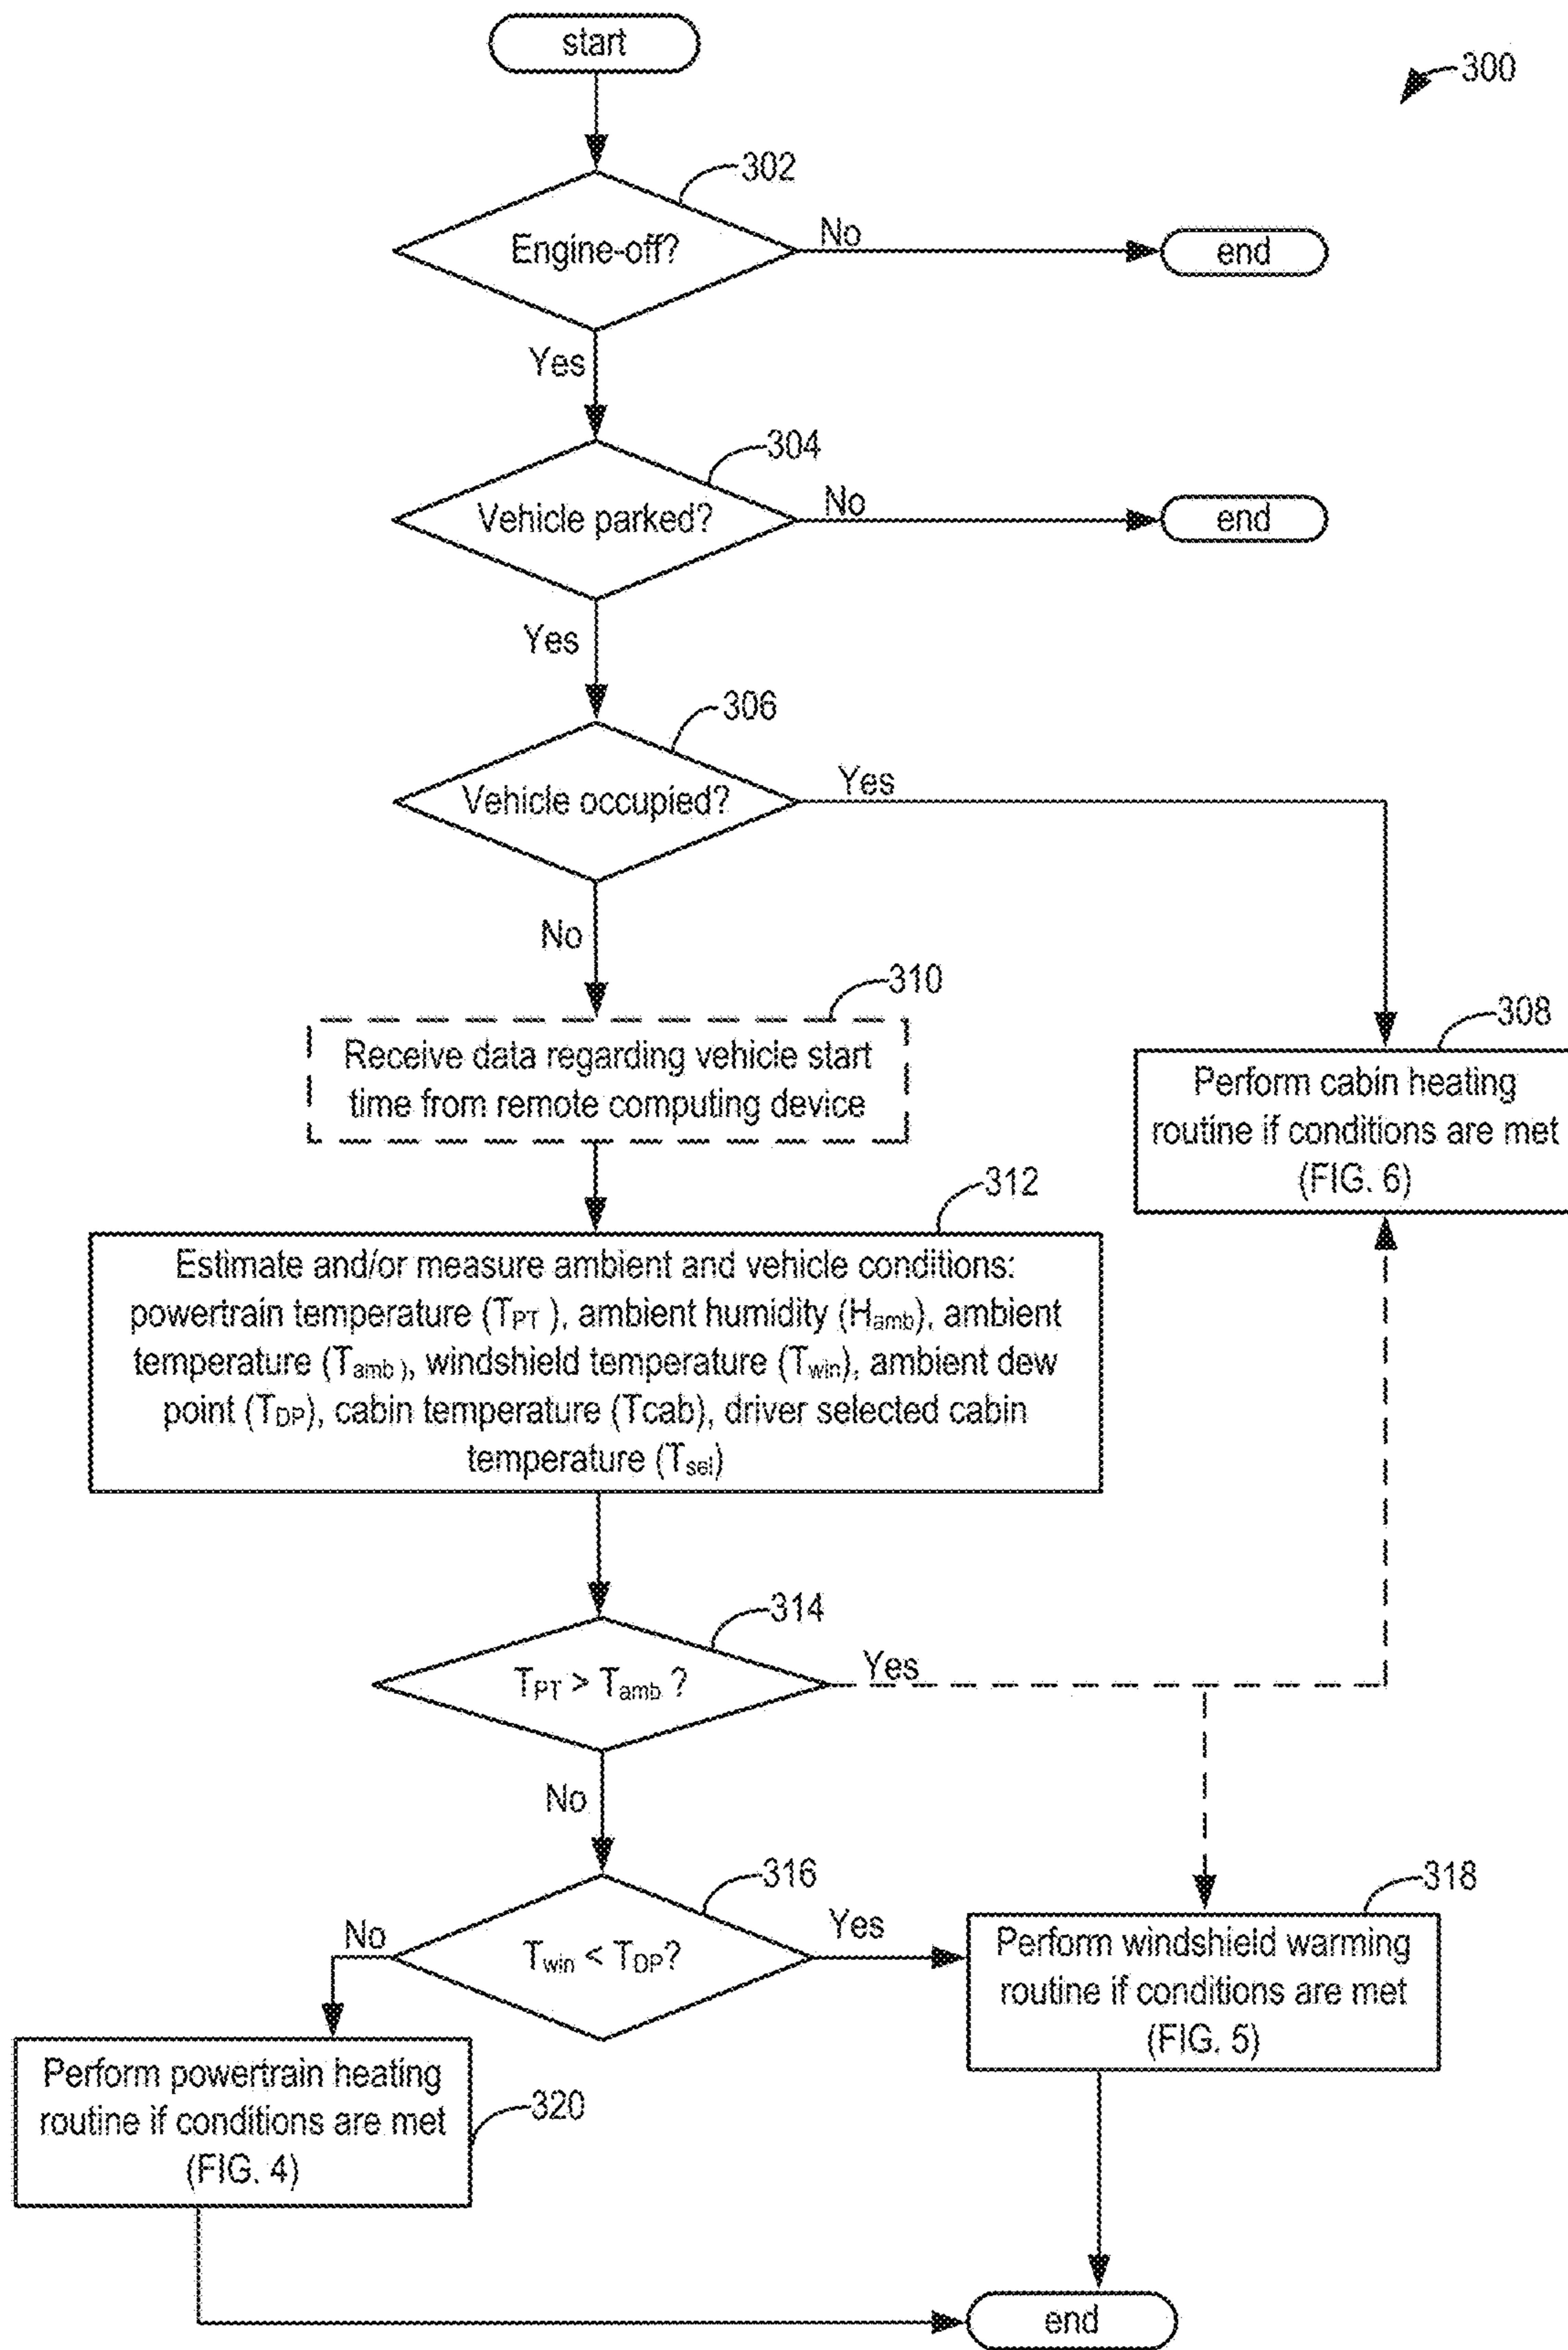 start
300
302
Engine-off?
No
end
Yes
304
Vehicle parked?
No
end
Yes
306
Vehicle occupied?
Yes
No
310
Receive data regarding vehicle start
time from remote computing device
308
Perform cabin heating
routine if conditions are met
(FIG. 6)
312
Estimate and/or measure ambient and vehicle conditions:
powertrain temperature (TPT ), ambient humidity (Hamb), ambient
temperature (Tamb ), windshield temperature (Twin), ambient dew
point (TDP), cabin temperature (Tcab), driver selected cabin
temperature (Tsel)
314
TPT > Tamb ?
Yes
No
316
Twin < TDP?
No
Yes
318
Perform windshield warming
routine if conditions are met
(FIG. 5)
Perform powertrain heating
routine if conditions are met
(FIG. 4)
320
end